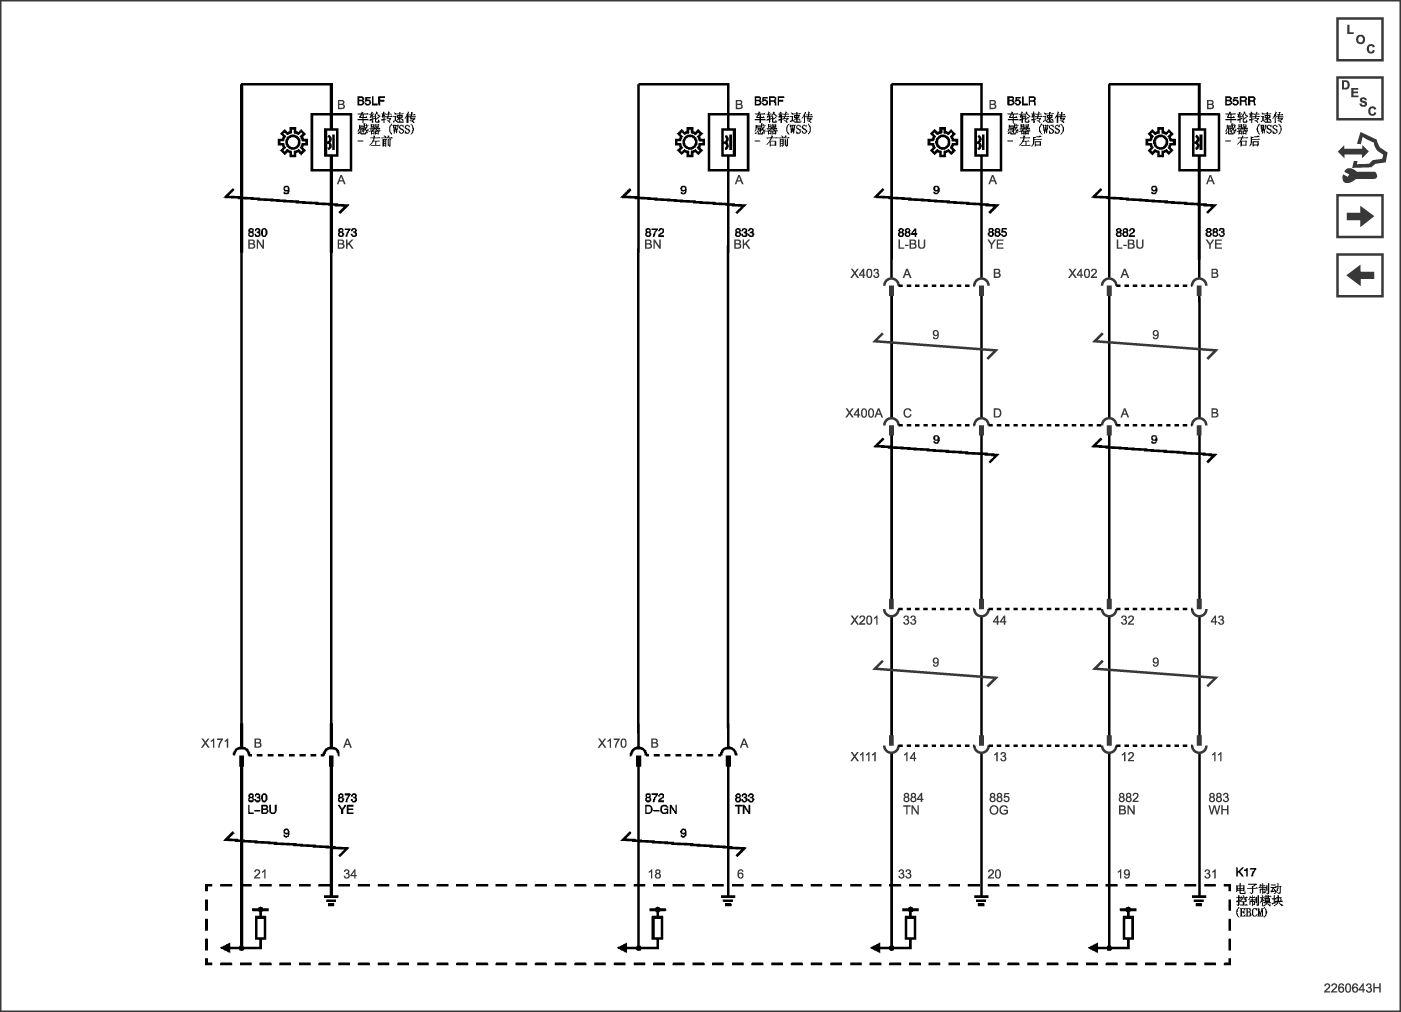 L
O
C
D
E
S
C
B B5LF
车轮转速传
感器 (WSS)
- 左前
A
B B5RF
车轮转速传
感器 (WSS)
- 右前
A
B B5LR
车轮转速传
感器 (WSS)
- 左后
A
B B5RR
车轮转速传
感器 (WSS)
- 右后
A
9 9 9 9
830 873 872 833 884 885 882 883
BN BK BN BK L-BU YE L-BU YE
X403 A B X402 A B
9 9
X400A C D A B
9 9
X201 33 44 32 43
9 9
X171 B A X170 B A X111 14 13 12 11
830 873 872 833 884 885 882 883
L-BU YE D-GN TN TN OG BN WH
9 9
21 34 18 6 33 20 19 31 K17
电子制动
控制模块
(EBCM)
2260643H